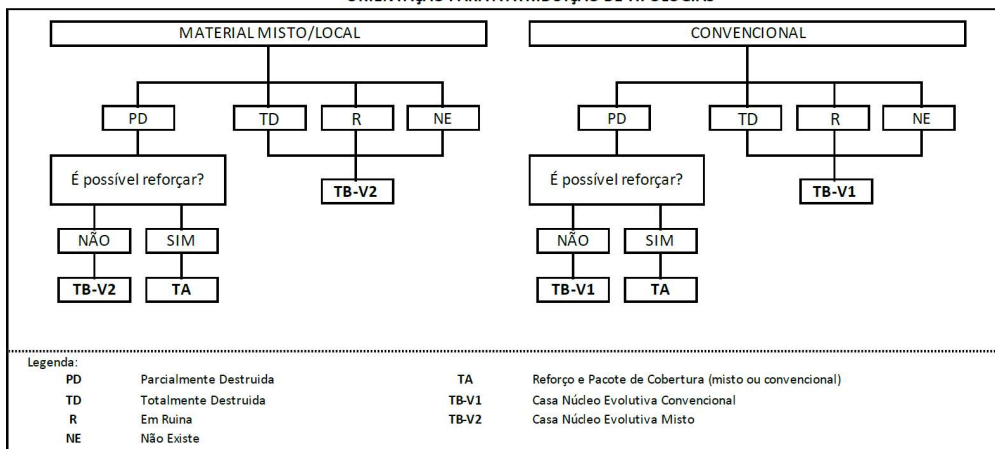 MATERIAL MISTO/LOCAL
CONVENCIONAL
PD TD R NE
PD TD R NE
É possível reforçar?
TB-V2
É possível reforçar?
TB-V1
NÃO SIM
NÃO SIM
TB-V2 TA
TB-V1 TA
Legenda:
PD Parcialmente Destruida
TA Reforço e Pacote de Cobertura (misto ou convencional)
TD Totalmente Destruida
TB-V1 Casa Núcleo Evolutiva Convencional
R Em Ruina
TB-V2 Casa Núcleo Evolutiva Misto
NE Não Existe